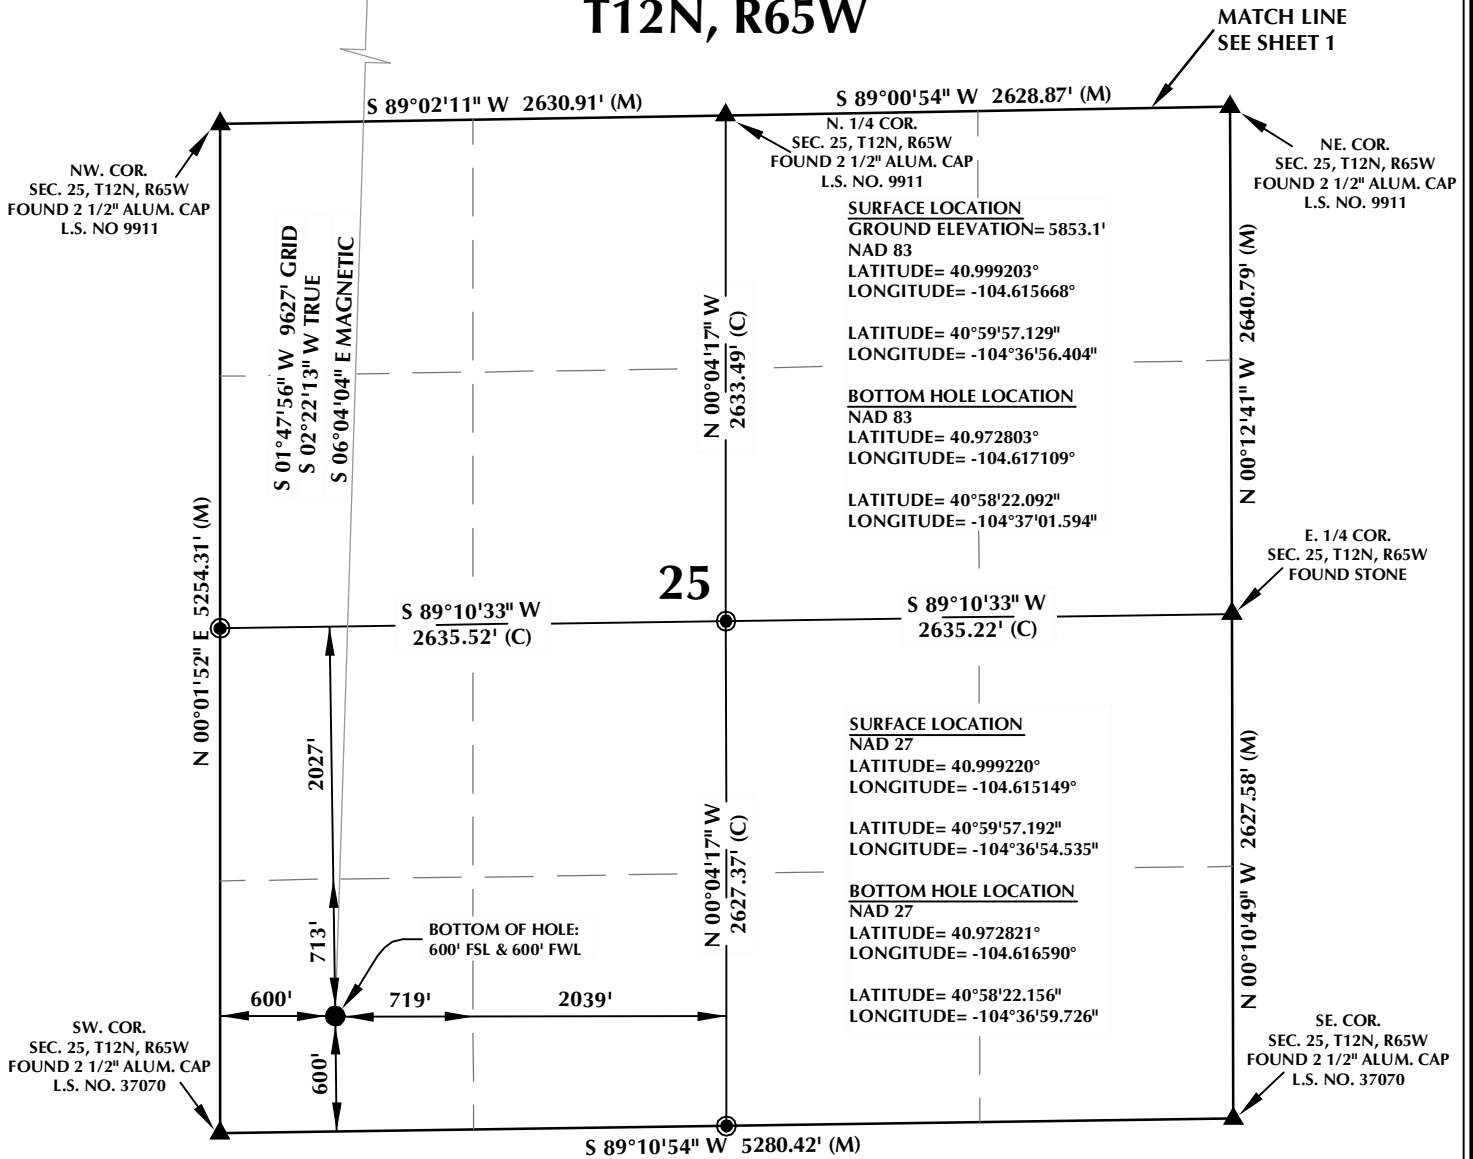 T12N, R65W
MATCH LINE
SEE SHEET 1
S 89°02'11" W 2630.91' (M)
S 89°00'54" W 2628.87' (M)
NW. COR.
SEC. 25, T12N, R65W
FOUND 2 1/2" ALUM. CAP
L.S. NO 9911
N. 1/4 COR.
SEC. 25, T12N, R65W
FOUND 2 1/2" ALUM. CAP
L.S. NO. 9911
NE. COR.
SEC. 25, T12N, R65W
FOUND 2 1/2" ALUM. CAP
L.S. NO. 9911
S 01°47'56" W 9627' GRID
S 02°22'13" W TRUE
S 06°04'04" E MAGNETIC
SURFACE LOCATION
GROUND ELEVATION= 5853.1'
NAD 83
LATITUDE= 40.999203°
LONGITUDE= -104.615668°
LATITUDE= 40°59'57.129"
LONGITUDE= -104°36'56.404"
BOTTOM HOLE LOCATION
NAD 83
LATITUDE= 40.972803°
LONGITUDE= -104.617109°
LATITUDE= 40°58'22.092"
LONGITUDE= -104°37'01.594"
N 00°04'17" W
2633.49' (C)
N 00°12'41" W 2640.79' (M)
N 00°01'52" E 5254.31' (M)
25
E. 1/4 COR.
SEC. 25, T12N, R65W
FOUND STONE
S 89°10'33" W
2635.52' (C)
S 89°10'33" W
2635.22' (C)
2027'
SURFACE LOCATION
NAD 27
LATITUDE= 40.999220°
LONGITUDE= -104.615149°
LATITUDE= 40°59'57.192"
LONGITUDE= -104°36'54.535"
BOTTOM HOLE LOCATION
NAD 27
LATITUDE= 40.972821°
LONGITUDE= -104.616590°
LATITUDE= 40°58'22.156"
LONGITUDE= -104°36'59.726"
N 00°04'17" W
2627.37' (C)
N 00°10'49" W 2627.58' (M)
713'
BOTTOM OF HOLE:
600' FSL & 600' FWL
600'
719'
2039'
600'
SW. COR.
SEC. 25, T12N, R65W
FOUND 2 1/2" ALUM. CAP
L.S. NO. 37070
SE. COR.
SEC. 25, T12N, R65W
FOUND 2 1/2" ALUM. CAP
L.S. NO. 37070
S 89°10'54" W 5280.42' (M)